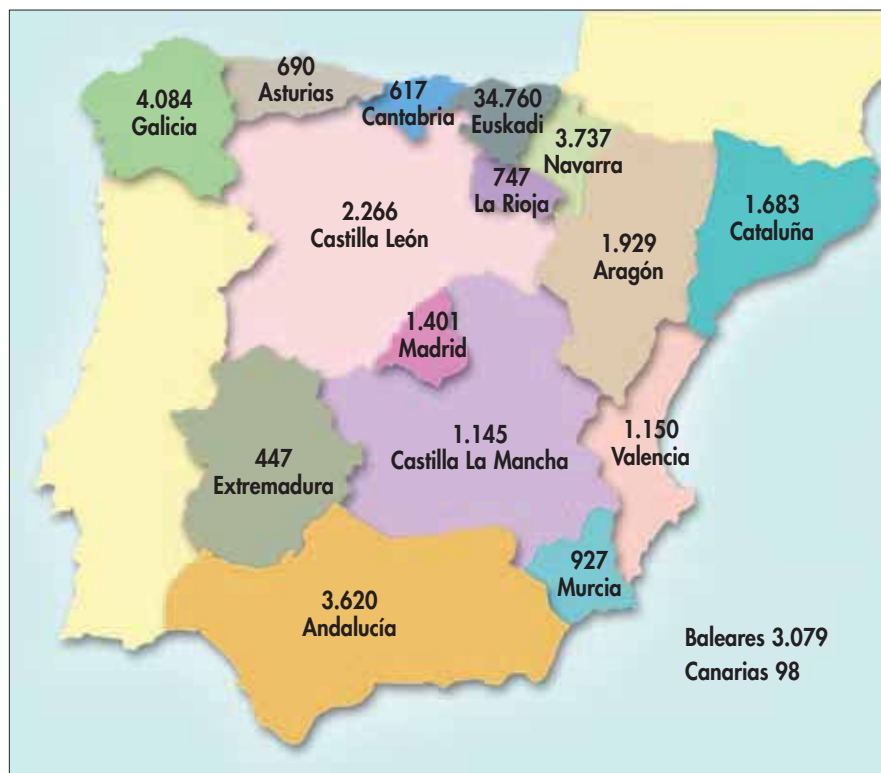 4.084
Galicia
690
Asturias
617
Cantabria
34.760
Euskadi
3.737
Navarra
747
La Rioja
2.266
Castilla León
1.929
Aragón
1.683
Cataluña
1.401
Madrid
1.145
Castilla La Mancha
1.150
Valencia
447
Extremadura
927
Murcia
3.620
Andalucía
Baleares 3.079
Canarias 98